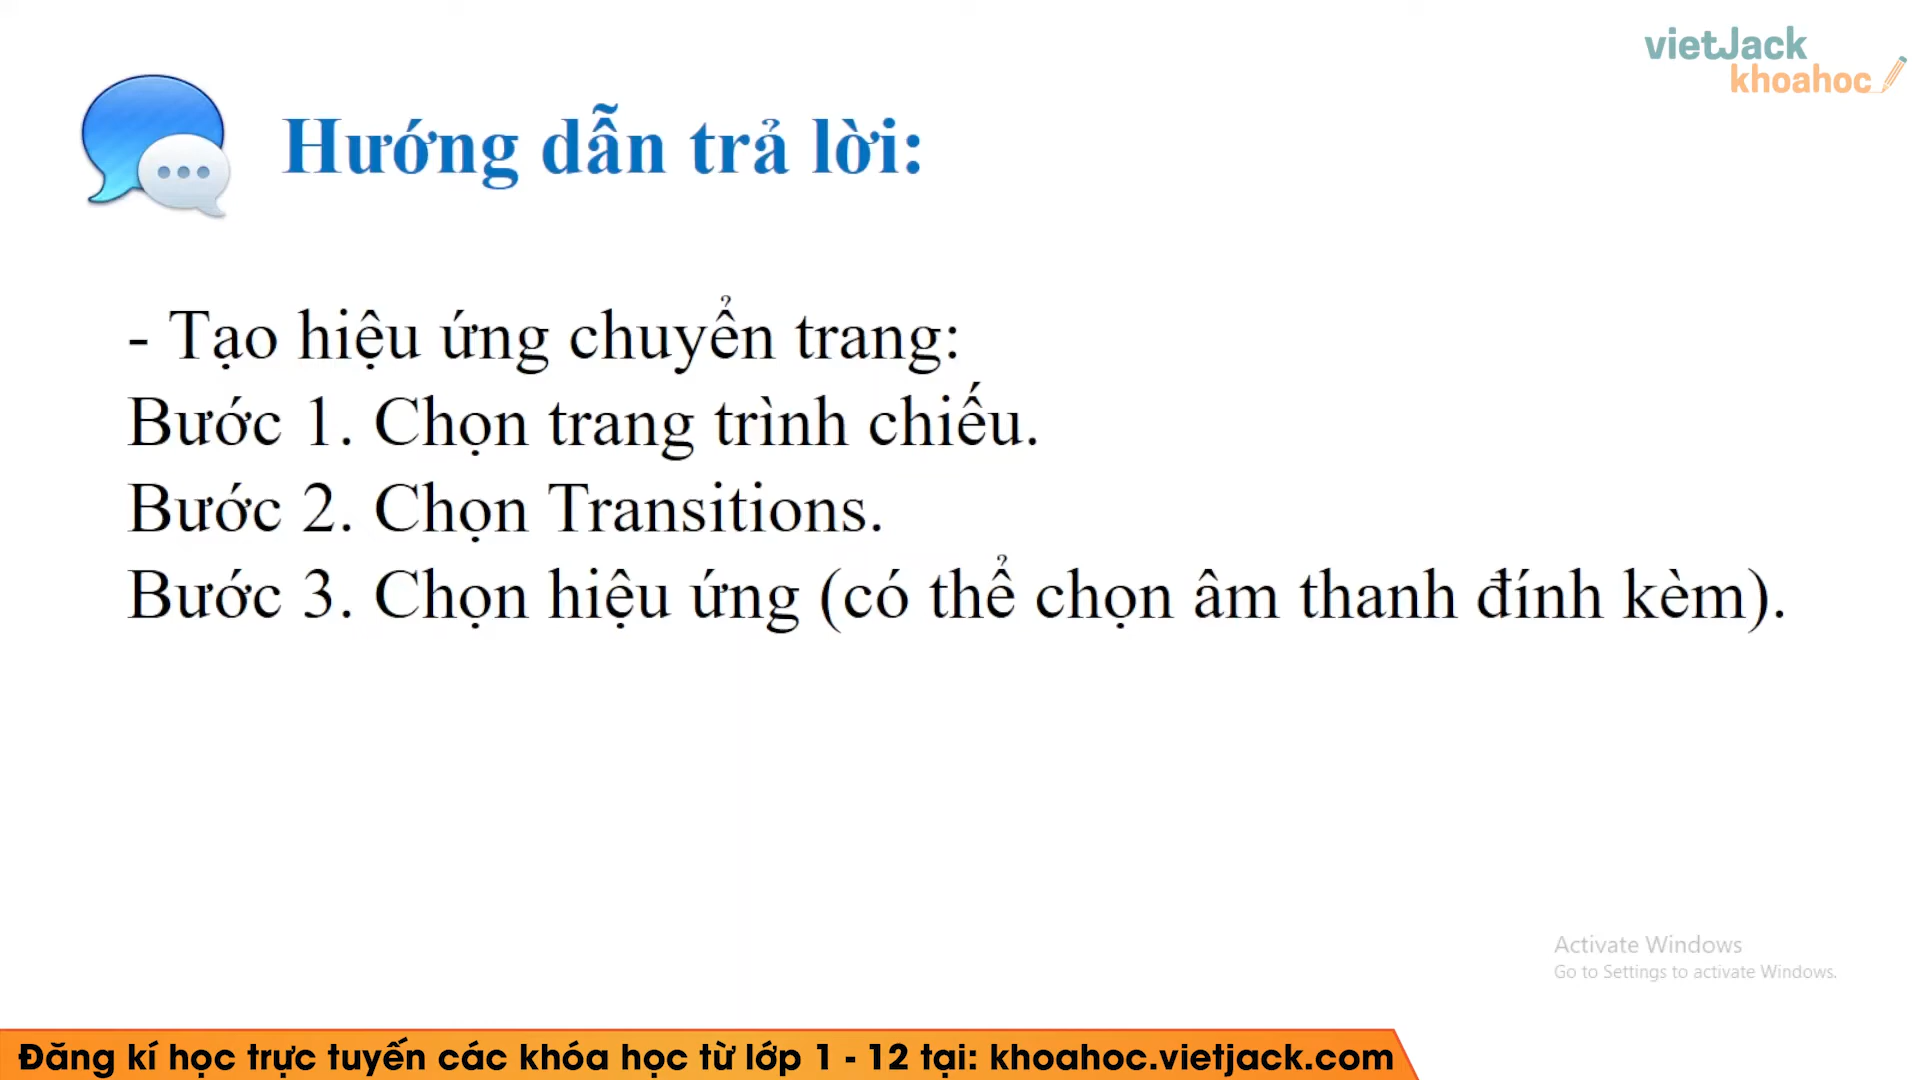 vietJack
khoahoc
Hướng dẫn trả lời:
- Tạo hiệu ứng chuyển trang:
Bước 1. Chọn trang trình chiếu.
Bước 2. Chọn Transitions.
Bước 3. Chọn hiệu ứng (có thể chọn âm thanh đính kèm).
Activate Windows
Go to Settings to activate Windows.
Đăng kí học trực tuyến các khóa học từ lớp 1 - 12 tại: khoahoc.vietjack.com